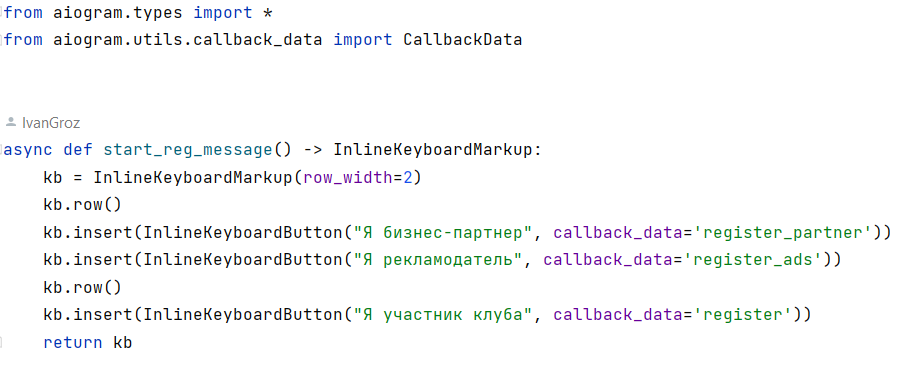 from aiogram.types import *
from aiogram.utils.callback_data import CallbackData
IvanGroz
async def start_reg_message() -> InlineKeyboardMarkup:
    kb = InlineKeyboardMarkup(row_width=2)
    kb.row()
    kb.insert(InlineKeyboardButton("Я бизнес-партнер", callback_data='register_partner'))
    kb.insert(InlineKeyboardButton("Я рекламодатель", callback_data='register_ads'))
    kb.row()
    kb.insert(InlineKeyboardButton("Я участник клуба", callback_data='register'))
    return kb